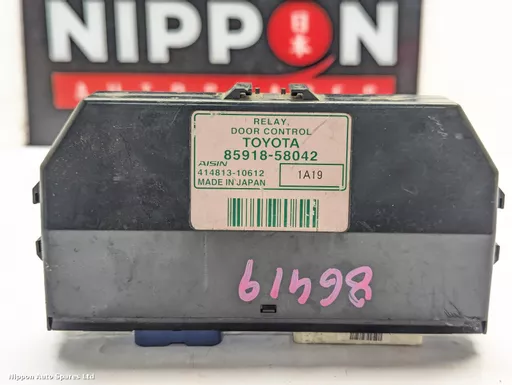 NIPPON
日本
RELAY,
DOOR CONTROL
TOYOTA
85918-58042
AISIN
414813-10612
1A19
MADE IN JAPAN
86419
Nippon Auto Spares Ltd